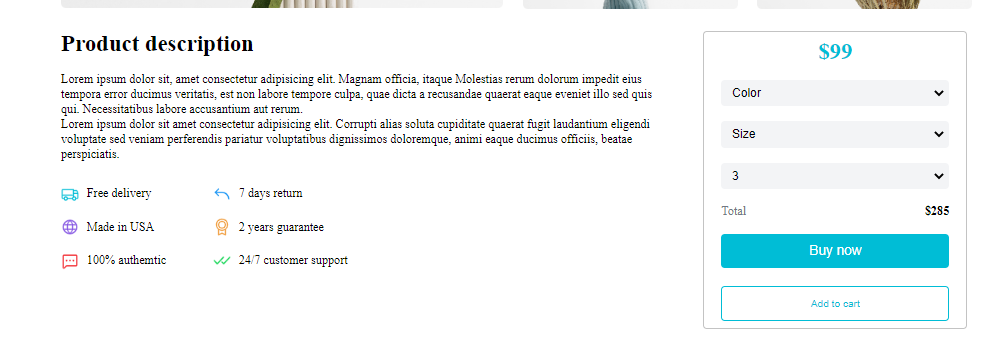 Product description
Lorem ipsum dolor sit, amet consectetur adipisicing elit. Magnam officia, itaque Molestias rerum dolorum impedit eius
tempora error ducimus veritatis, est non labore tempore culpa, quae dicta a recusandae quaerat eaque eveniet illo sed quis
qui. Necessitatibus labore accusantium aut rerum.
Lorem ipsum dolor sit amet consectetur adipisicing elit. Corrupti alias soluta cupiditate quaerat fugit laudantium eligendi
voluptate sed veniam perferendis pariatur voluptatibus dignissimos doloremque, animi eaque ducimus officiis, beatae
perspiciatis.
Free delivery
7 days return
Made in USA
2 years guarantee
100% authemtic
24/7 customer support
$99
Color
Size
3
Total $285
Buy now
Add to cart